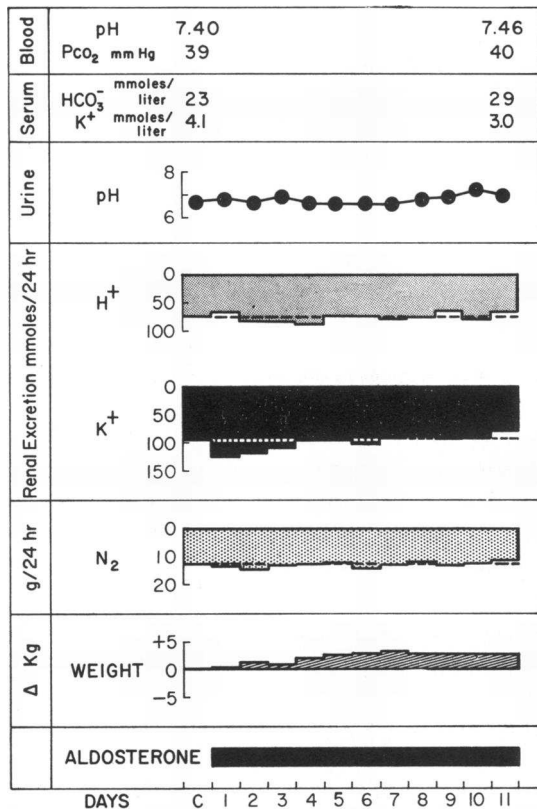 Blood
pH 7.40 7.46
Pco₂ mm Hg 39 40
Serum
HCO₃⁻ mmoles/liter 23 29
K⁺ mmoles/liter 4.1 3.0
Urine
pH
8
6
Renal Excretion mmoles/24 hr
H⁺
0
50
100
K⁺
0
50
100
150
g/24 hr
N₂
0
10
20
Δ Kg
WEIGHT
+5
0
-5
ALDOSTERONE
DAYS C 1 2 3 4 5 6 7 8 9 10 11